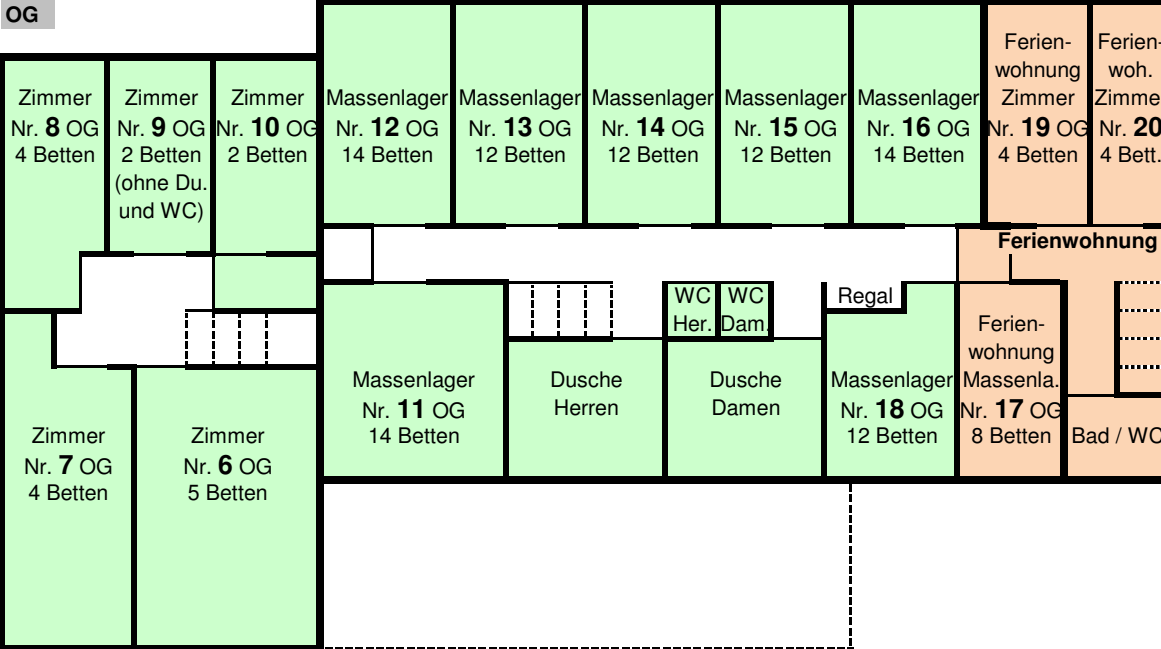 OG
Zimmer
Nr. 8 OG
4 Betten
Zimmer
Nr. 9 OG
2 Betten
(ohne Du.
und WC)
Zimmer
Nr. 10 OG
2 Betten
Massenlager
Nr. 12 OG
14 Betten
Massenlager
Nr. 13 OG
12 Betten
Massenlager
Nr. 14 OG
12 Betten
Massenlager
Nr. 15 OG
12 Betten
Massenlager
Nr. 16 OG
14 Betten
Ferien-
wohnung
Zimmer
Nr. 19 OG
4 Betten
Ferien-
woh.
Zimme
Nr. 20
4 Bett.
Ferienwohnung
WC
Her.
WC
Dam.
Regal
Massenlager
Nr. 11 OG
14 Betten
Dusche
Herren
Dusche
Damen
Massenlager
Nr. 18 OG
12 Betten
Ferien-
wohnung
Massenla.
Nr. 17 OG
8 Betten
Bad / WC
Zimmer
Nr. 7 OG
4 Betten
Zimmer
Nr. 6 OG
5 Betten